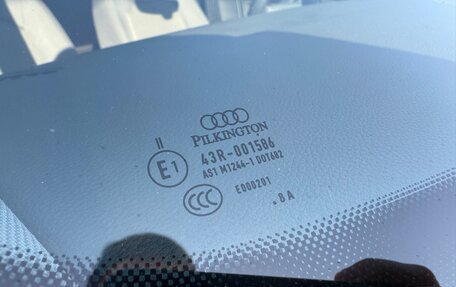 PILKINGTON
II
E1
43R-001586
AS1 M1244-1 DOT682
CCC
E000201
.8A